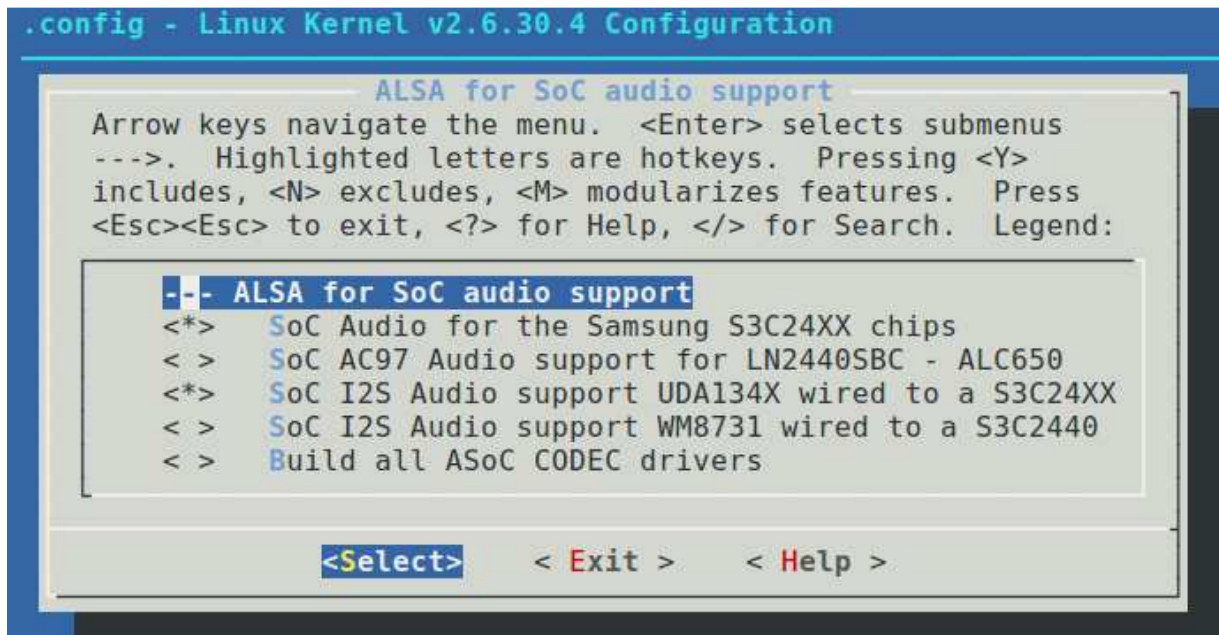 .config - Linux Kernel v2.6.30.4 Configuration
ALSA for SoC audio support
Arrow keys navigate the menu.  <Enter> selects submenus
--->.  Highlighted letters are hotkeys.  Pressing <Y>
includes, <N> excludes, <M> modularizes features.  Press
<Esc><Esc> to exit, <?> for Help, </> for Search.  Legend:
--- ALSA for SoC audio support
<*>   SoC Audio for the Samsung S3C24XX chips
< >   SoC AC97 Audio support for LN2440SBC - ALC650
<*>   SoC I2S Audio support UDA134X wired to a S3C24XX
< >   SoC I2S Audio support WM8731 wired to a S3C2440
< >   Build all ASoC CODEC drivers
<Select>    < Exit >    < Help >